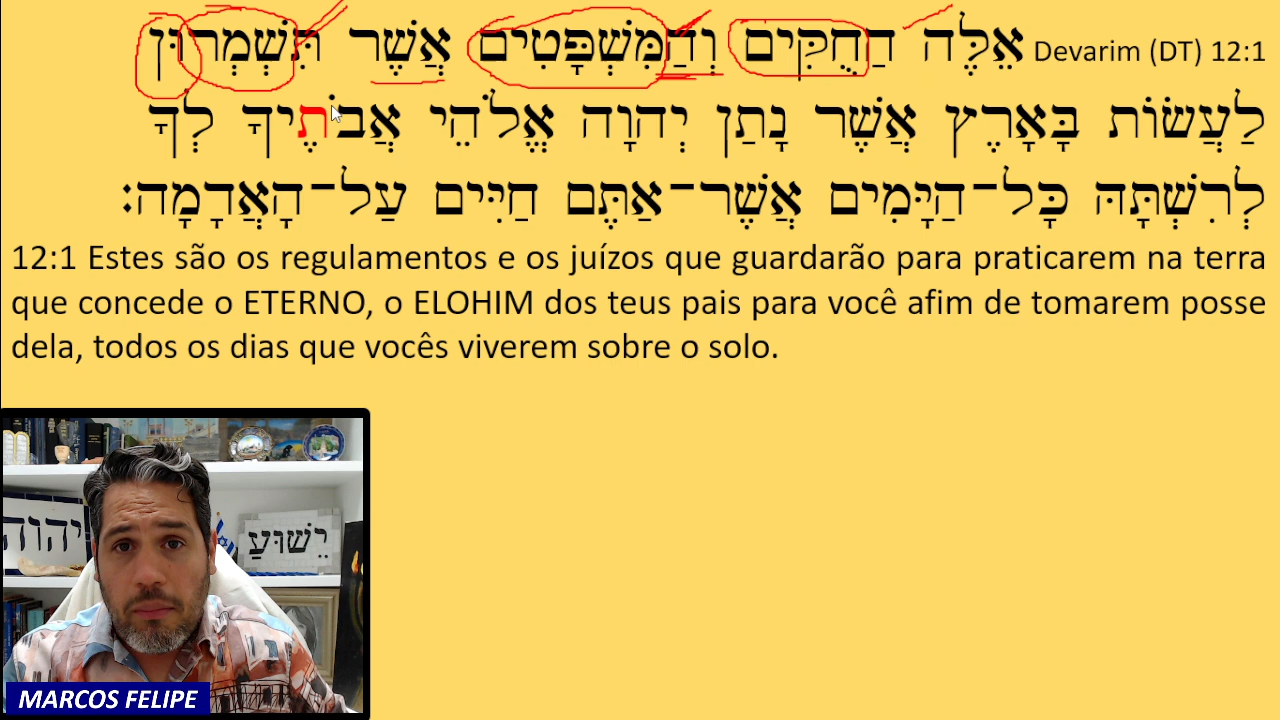 Devarim (DT) 12:1 אֵלֶּה הַחֻקִּים וְהַמִּשְׁפָּטִים אֲשֶׁר תִּשְׁמְרוּן
לַעֲשׂוֹת בָּאָרֶץ אֲשֶׁר נָתַן יְהוָה אֱלֹהֵי אֲבֹתֶיךָ לְךָ
לְרִשְׁתָּהּ כָּל־הַיָּמִים אֲשֶׁר־אַתֶּם חַיִּים עַל־הָאֲדָמָה׃
12:1 Estes são os regulamentos e os juízos que guardarão para praticarem na terra
que concede o ETERNO, o ELOHIM dos teus pais para você afim de tomarem posse
dela, todos os dias que vocês viverem sobre o solo.
יהוה
יֵשׁוּעַ
MARCOS FELIPE